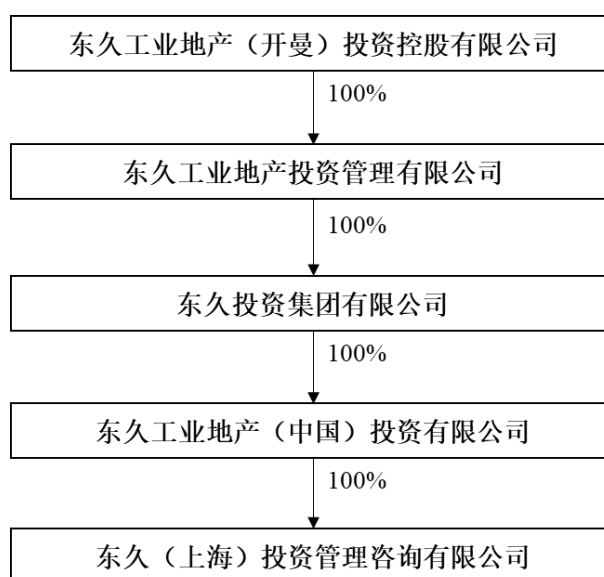 东久工业地产（开曼）投资控股有限公司
100%
东久工业地产投资管理有限公司
100%
东久投资集团有限公司
100%
东久工业地产（中国）投资有限公司
100%
东久（上海）投资管理咨询有限公司